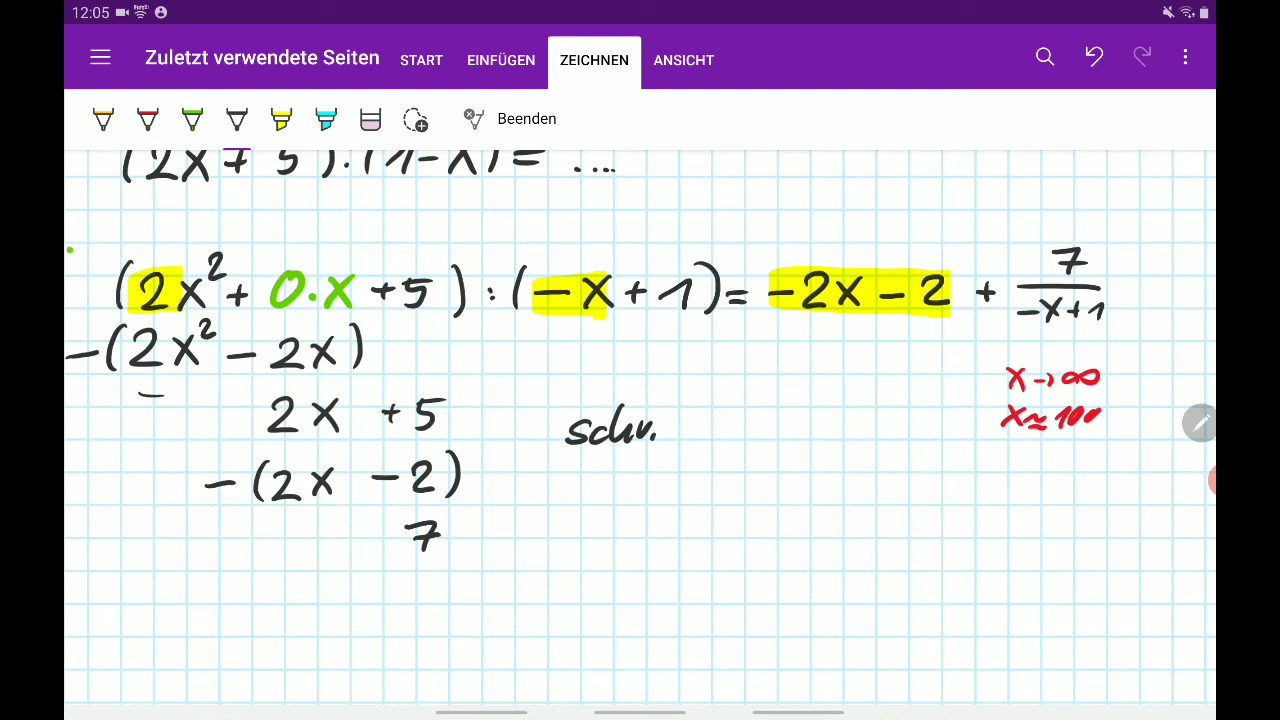 12:05
Zuletzt verwendete Seiten START EINFÜGEN ZEICHNEN ANSICHT
Beenden
(2x + 5) · (1 - x) = ....
(2x² + 0·x + 5) : (-x + 1) = -2x - 2 + 7/(-x+1)
-(2x² - 2x)
x → ∞
2x + 5
schr.
x ≈ 100
-(2x - 2)
7